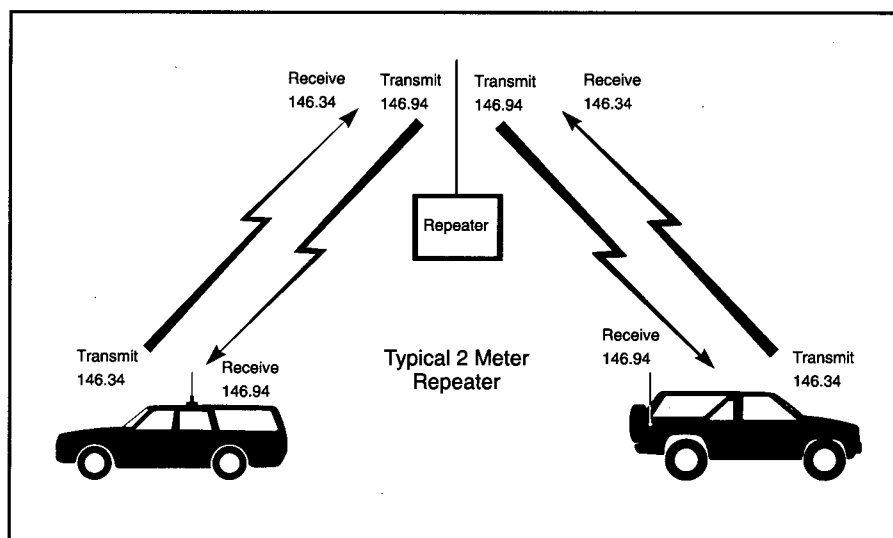 Receive
146.34
Transmit
146.94
Transmit
146.94
Receive
146.34
Repeater
Transmit
146.34
Receive
146.94
Typical 2 Meter
Repeater
Receive
146.94
Transmit
146.34